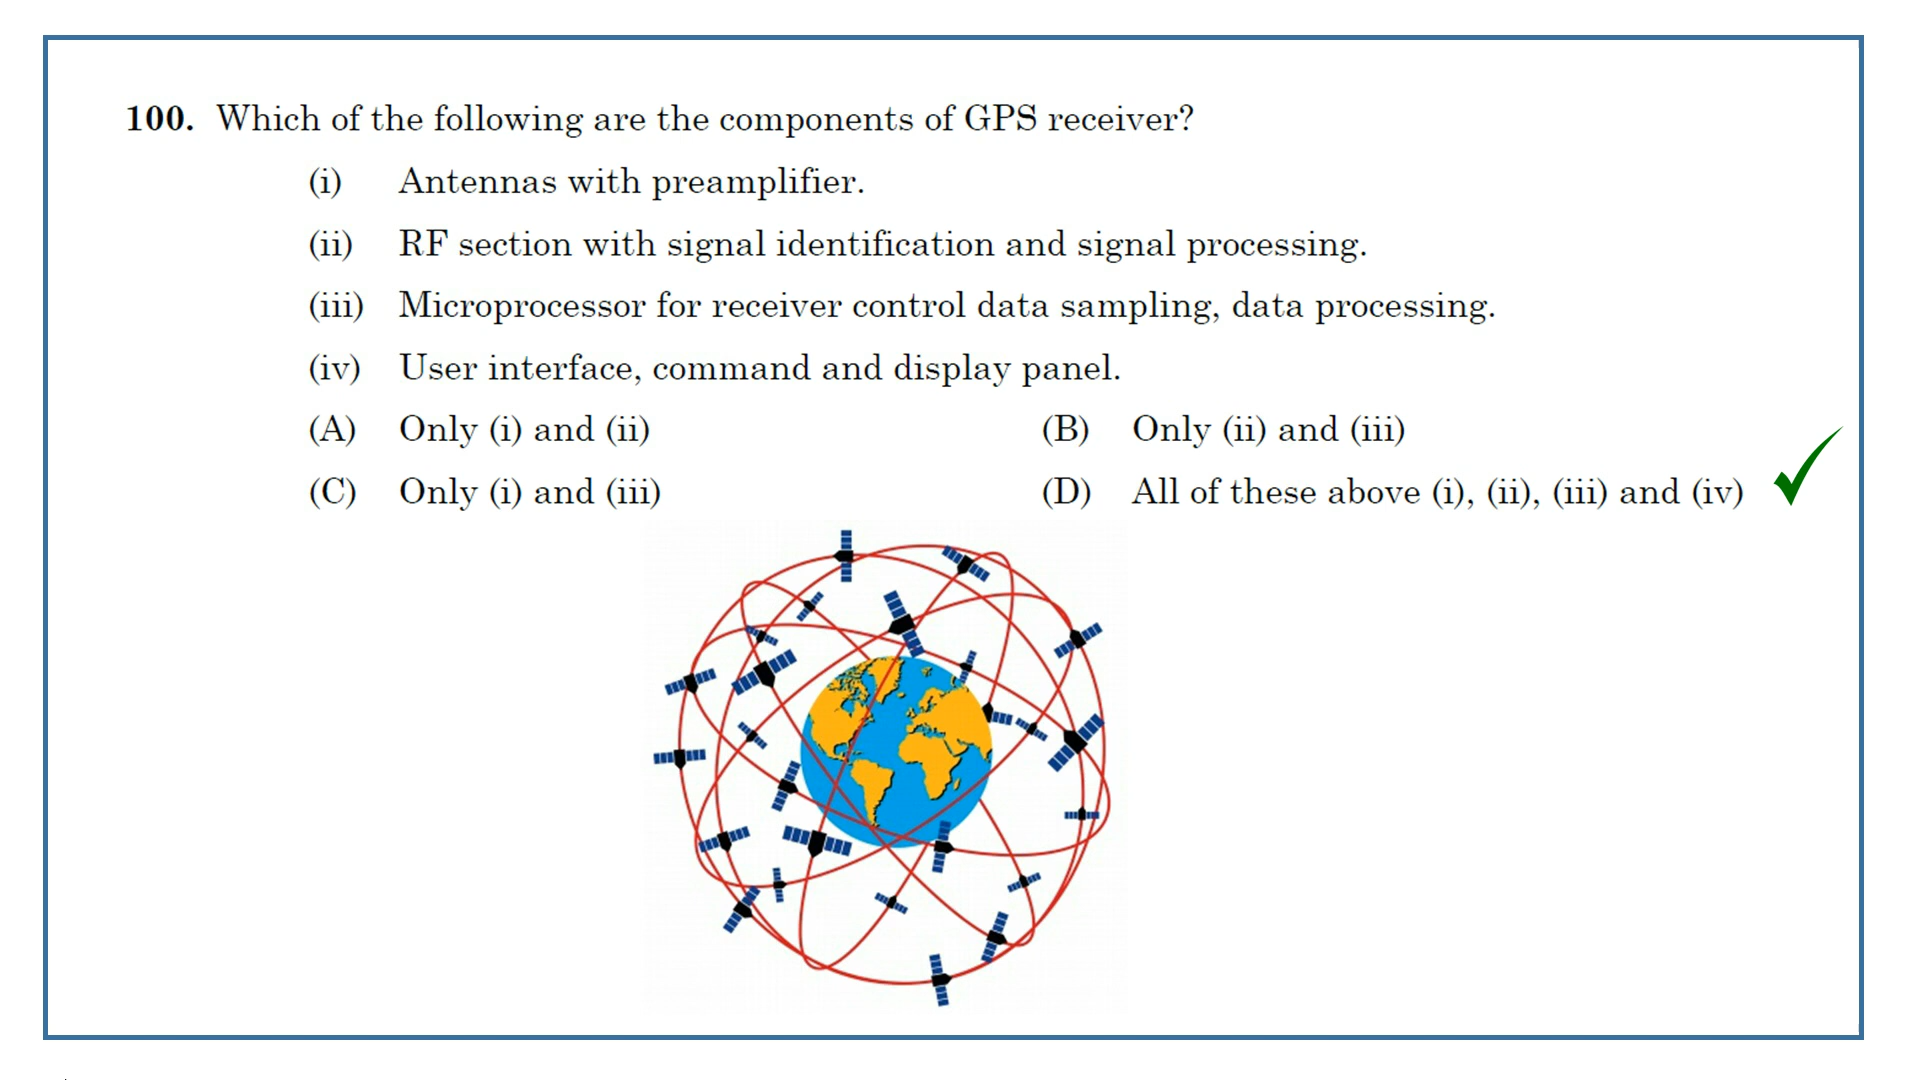 100. Which of the following are the components of GPS receiver?
(i) Antennas with preamplifier.
(ii) RF section with signal identification and signal processing.
(iii) Microprocessor for receiver control data sampling, data processing.
(iv) User interface, command and display panel.
(A) Only (i) and (ii) (B) Only (ii) and (iii)
(C) Only (i) and (iii) (D) All of these above (i), (ii), (iii) and (iv)